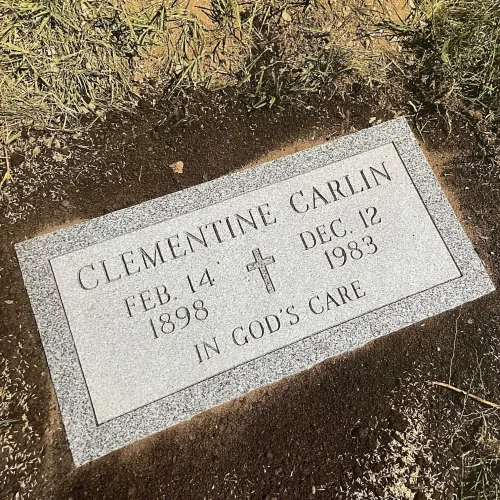 CLEMENTINE CARLIN
FEB. 14 DEC. 12
1898 1983
IN GOD'S CARE